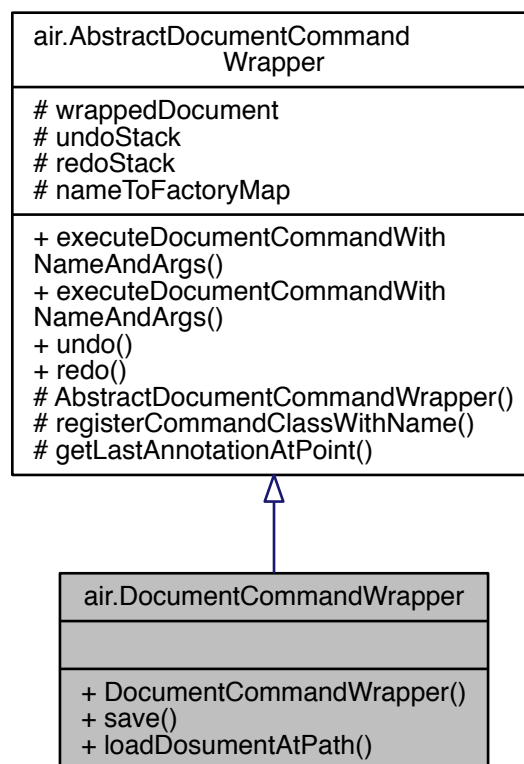 air.AbstractDocumentCommand
Wrapper
# wrappedDocument
# undoStack
# redoStack
# nameToFactoryMap
+ executeDocumentCommandWith
NameAndArgs()
+ executeDocumentCommandWith
NameAndArgs()
+ undo()
+ redo()
# AbstractDocumentCommandWrapper()
# registerCommandClassWithName()
# getLastAnnotationAtPoint()
air.DocumentCommandWrapper
+ DocumentCommandWrapper()
+ save()
+ loadDosumentAtPath()